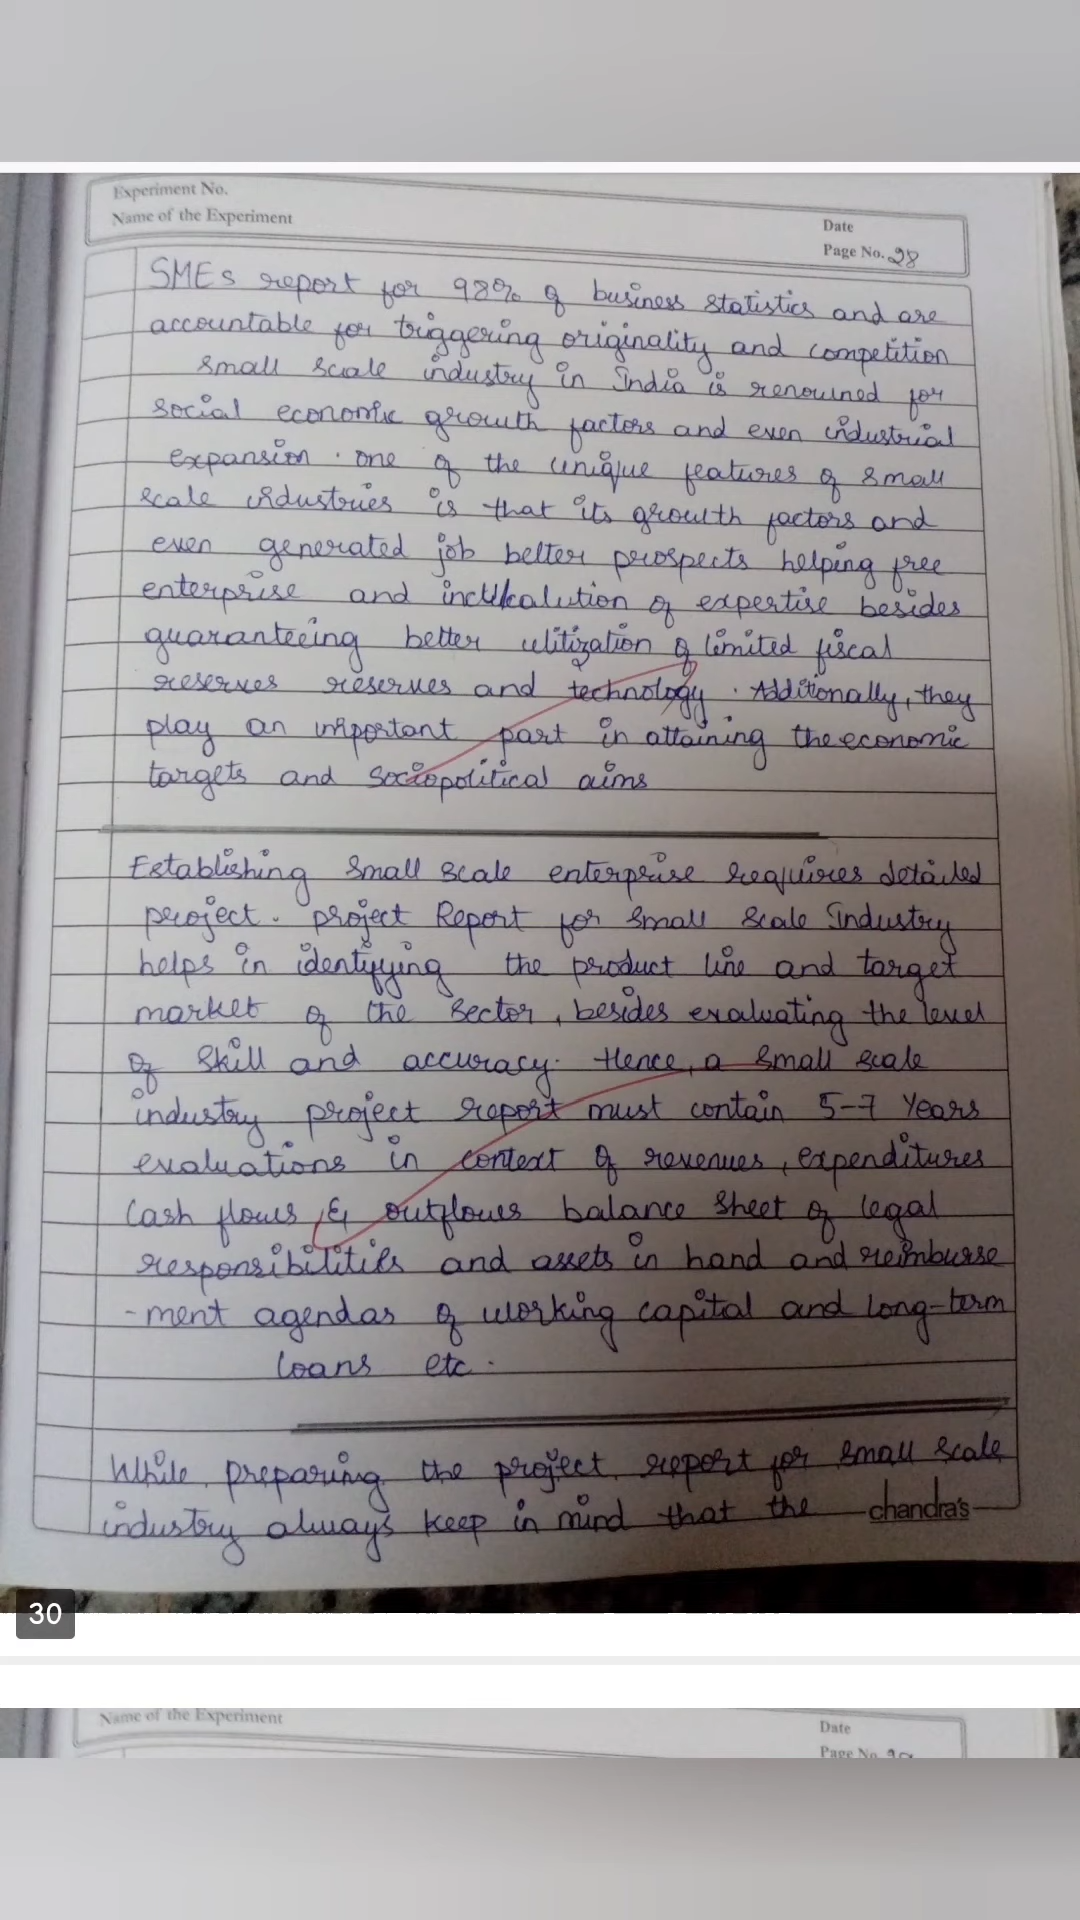 Experiment No.
Name of the Experiment
Date
Page No. 28
SMEs report for 98% of business statistics and are
accountable for triggering originality and competition
small scale industry in India is renowned for
social economic growth factors and even industrial
expansion. one of the unique features of small
scale industries is that its growth factors and
even generated job better prospects helping free
enterprise and of expertise besides
guaranteeing better of limited fiscal
reserves reserves and technology. Additionally, they
play an important part in attaining the economic
targets and sociopolitical aims
Establishing small scale enterprise requires detailed
project. project Report for small scale Industry
helps in identifying the product line and target
market of the sector, besides evaluating the level
of skill and accuracy. Hence, a small scale
industry project report must contain 5-7 Years
evaluations in context of revenues, expenditures
Cash flows, & outflows balance sheet of legal
responsibilities and assets in hand and reimburse
-ment agendas of working capital and long-term
loans etc.
While preparing the project report for small scale
industry always keep in mind that the chandra's
30
Name of the Experiment
Date
Page No.